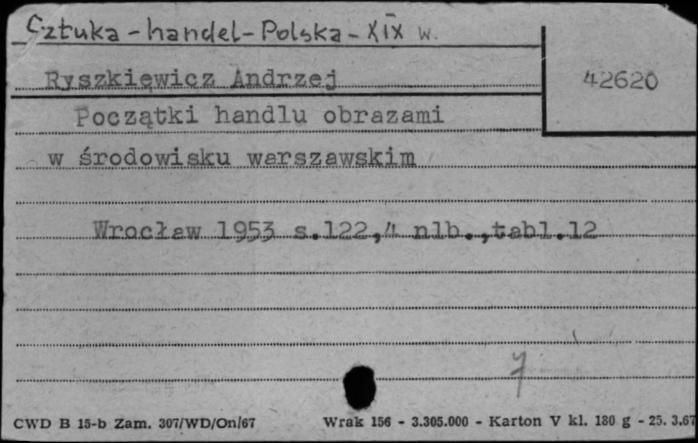 Sztuka - handel - Polska - XIX w.
Ryszkiewicz Andrzej
42620
Początki handlu obrazami
w środowisku warszawskim
Wrocław 1953 s.122,4 nlb.,tabl.12
7
CWD B 15-b Zam. 307/WD/On/67 Wrak 156 - 3.305.000 - Karton V kl. 180 g - 25. 3.67